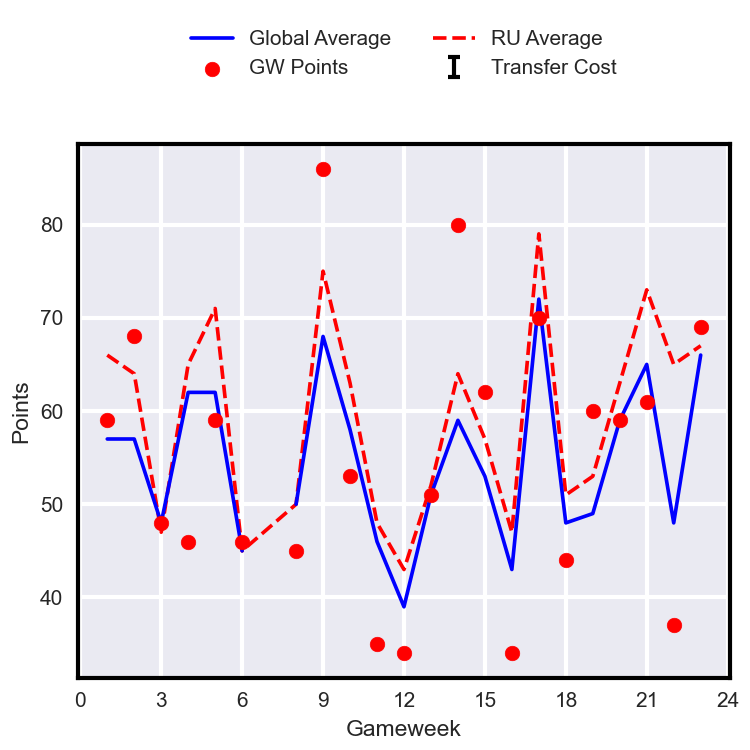 Global Average
RU Average
GW Points
Transfer Cost
Points
80
70
60
50
40
0 3 6 9 12 15 18 21 24
Gameweek